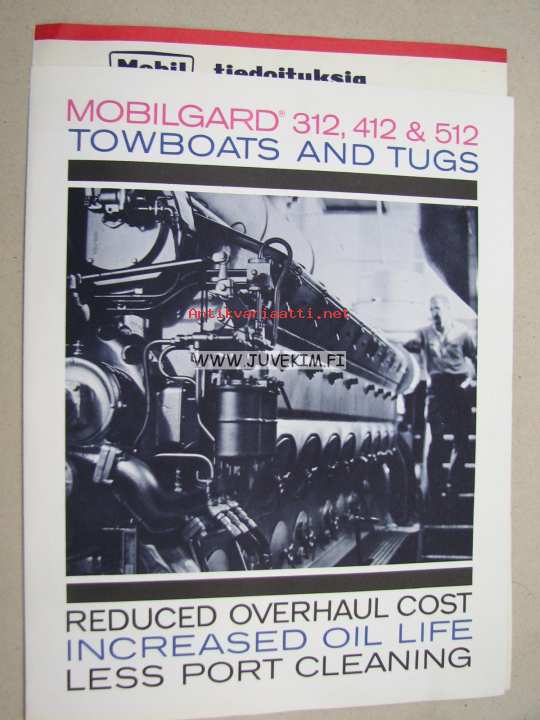 Mobil tiedoituksia
MOBILGARD® 312, 412 & 512
TOWBOATS AND TUGS
Antikvariaatti.net
WWW.JUVEKIM.FI
REDUCED OVERHAUL COST
INCREASED OIL LIFE
LESS PORT CLEANING